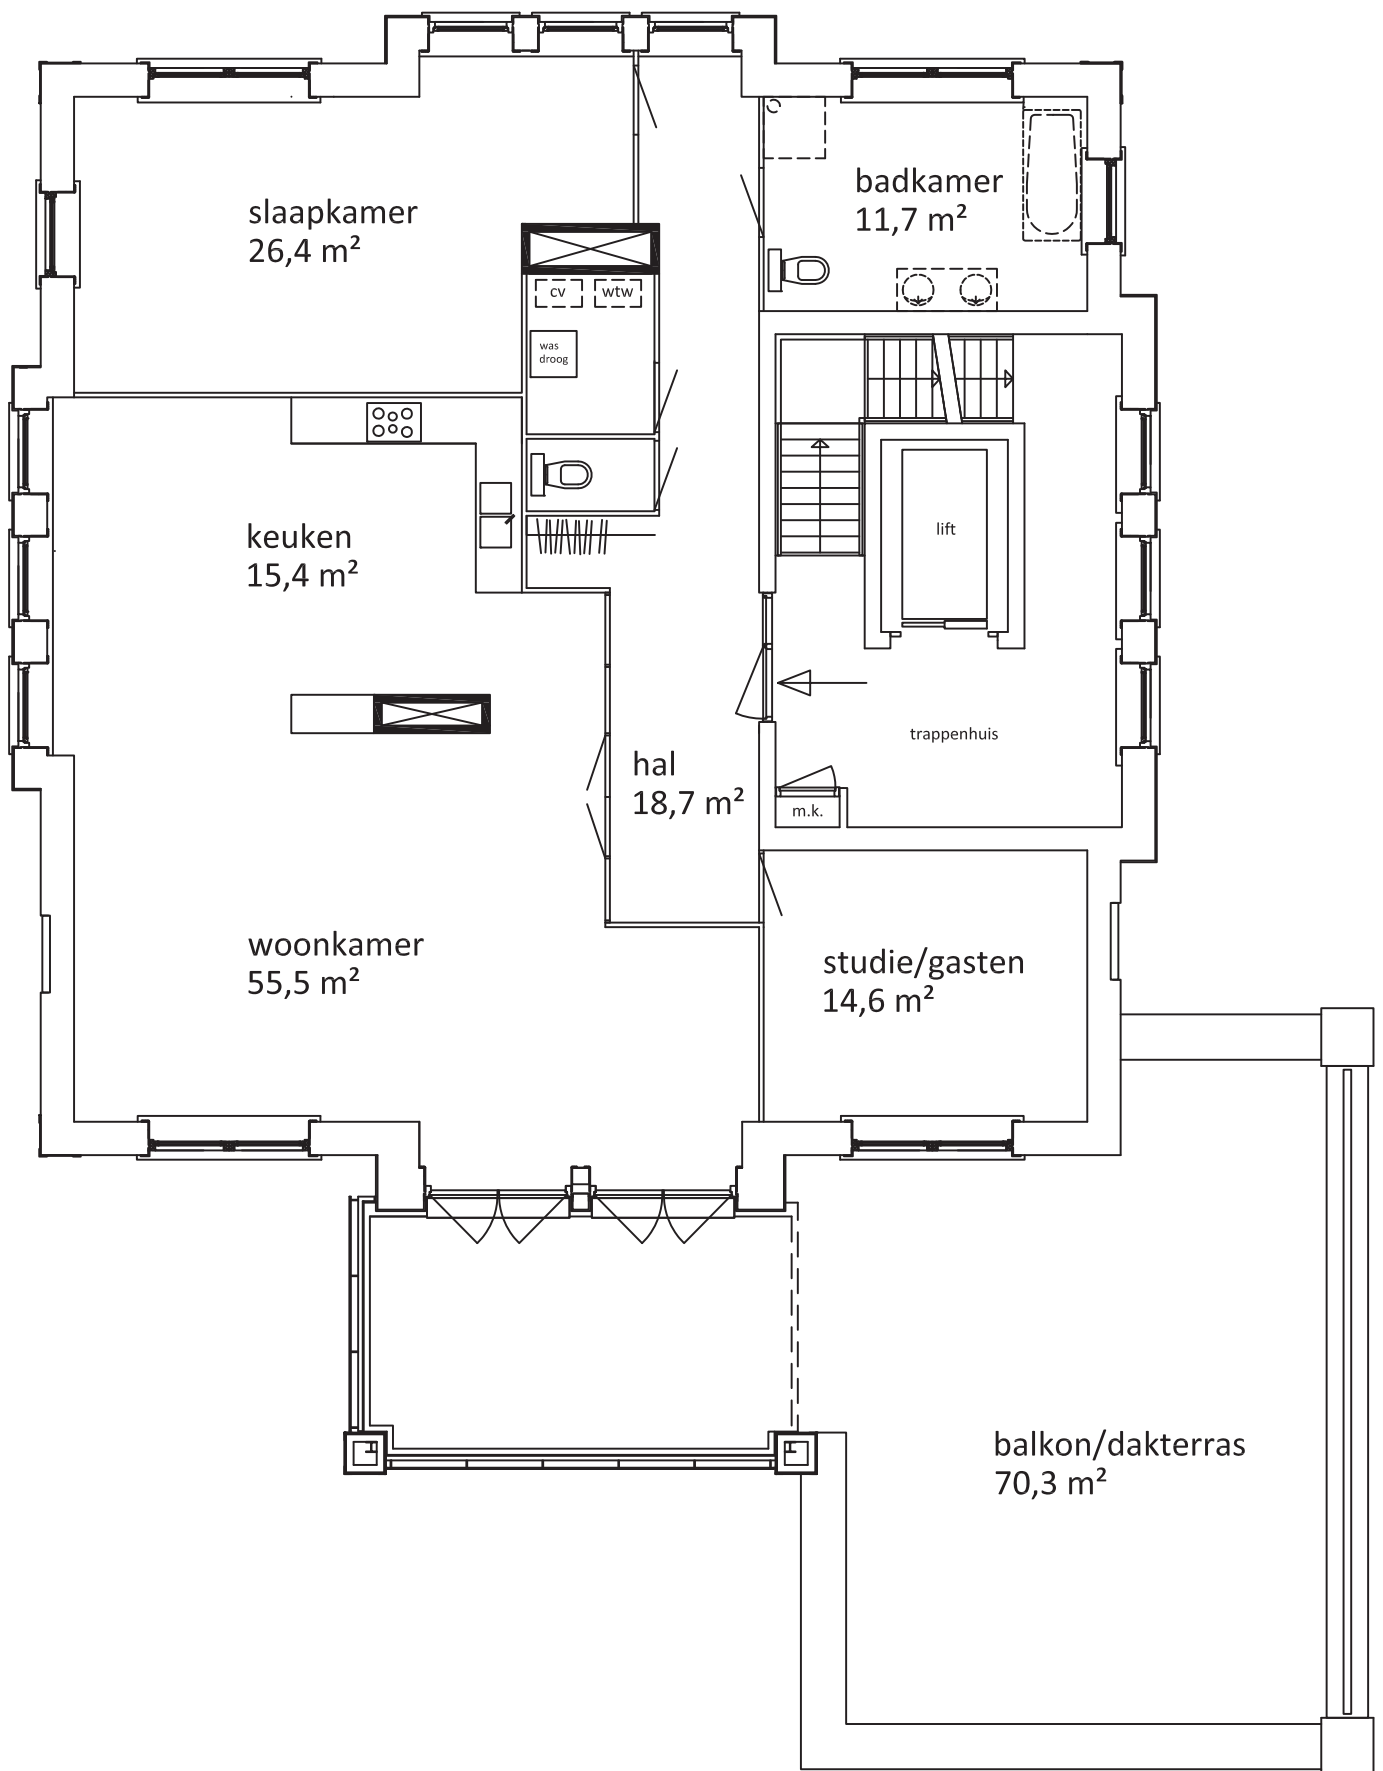 badkamer
11,7 m²
slaapkamer
26,4 m²
cv
wtw
was
droog
keuken
15,4 m²
lift
trappenhuis
hal
18,7 m²
m.k.
woonkamer
55,5 m²
studie/gasten
14,6 m²
balkon/dakterras
70,3 m²